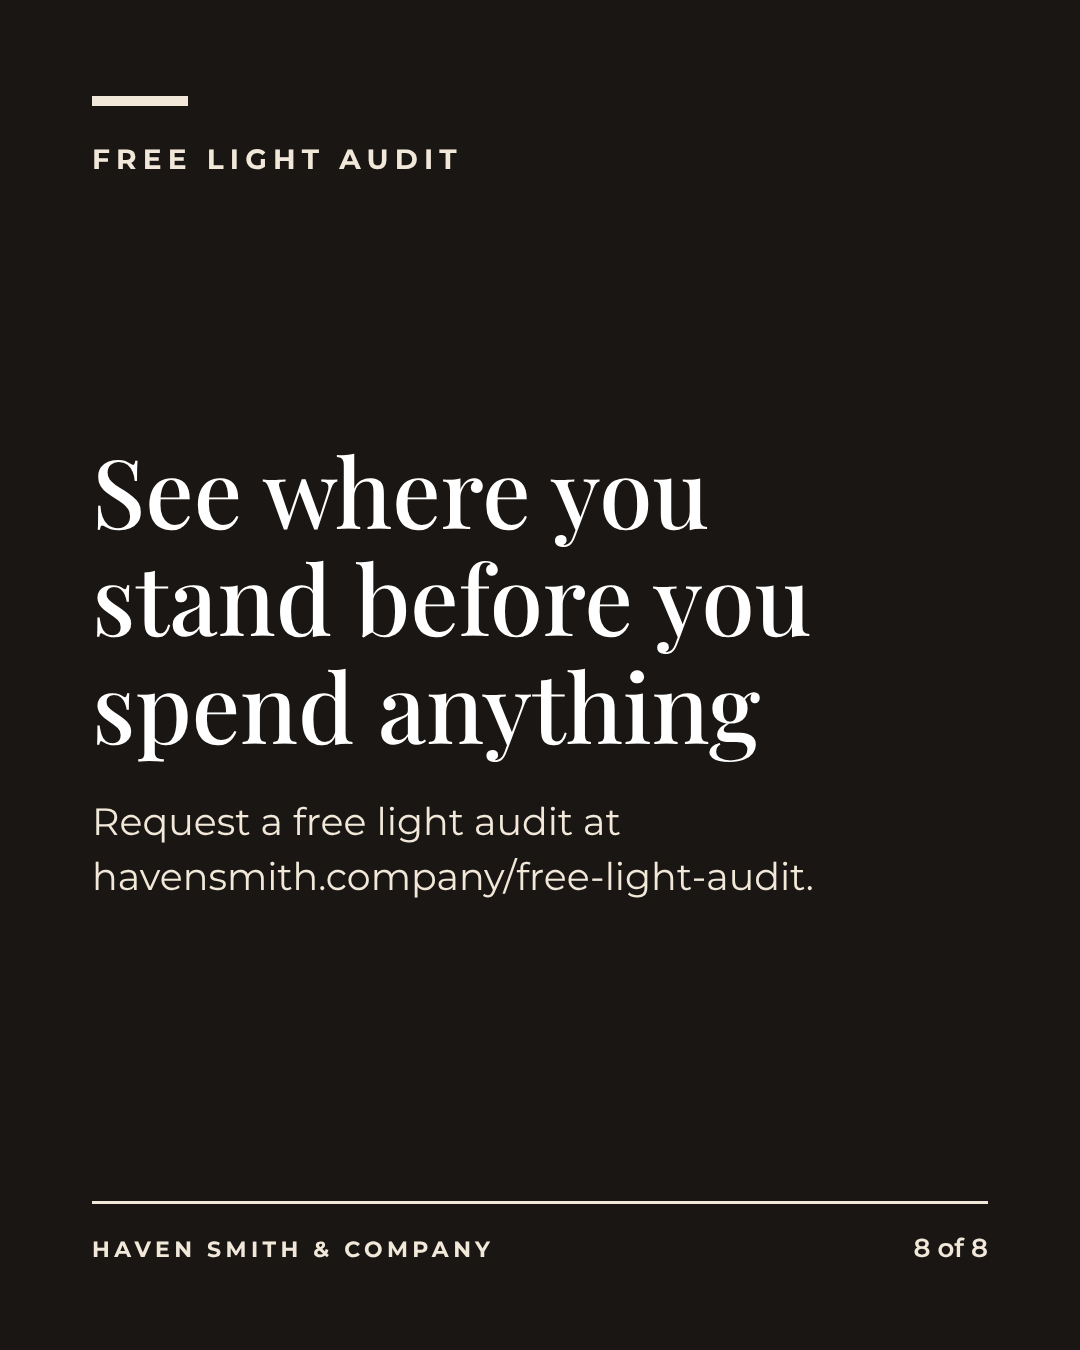 FREE LIGHT AUDIT
See where you
stand before you
spend anything
Request a free light audit at
havensmith.company/free-light-audit.
HAVEN SMITH & COMPANY
8 of 8